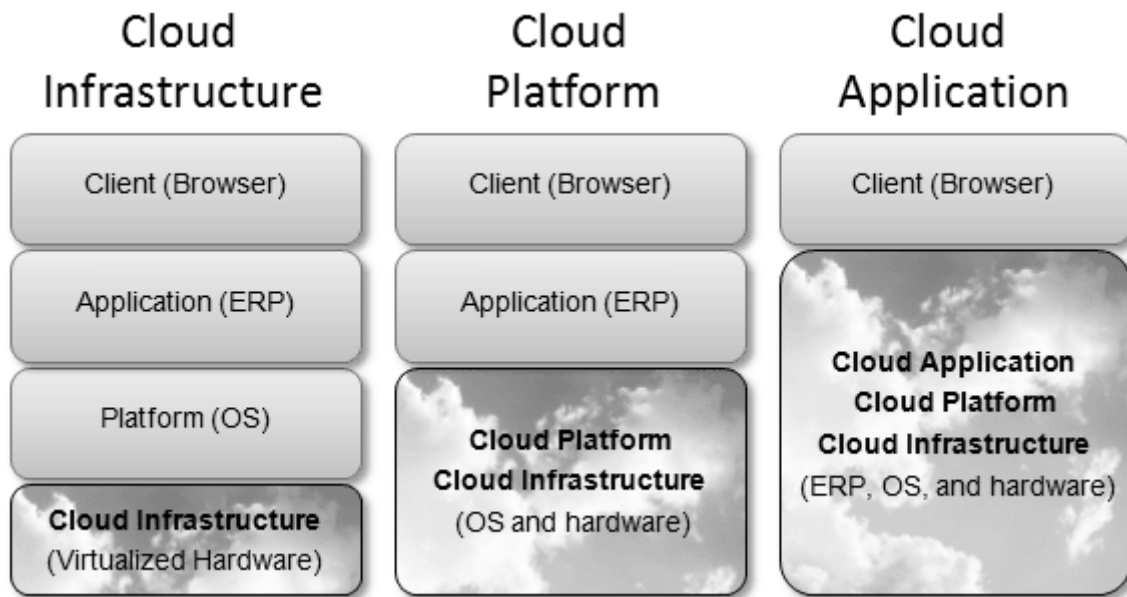 Cloud
Infrastructure
Client (Browser)
Application (ERP)
Platform (OS)
Cloud Infrastructure
(Virtualized Hardware)
Cloud
Platform
Client (Browser)
Application (ERP)
Cloud Platform
Cloud Infrastructure
(OS and hardware)
Cloud
Application
Client (Browser)
Cloud Application
Cloud Platform
Cloud Infrastructure
(ERP, OS, and hardware)